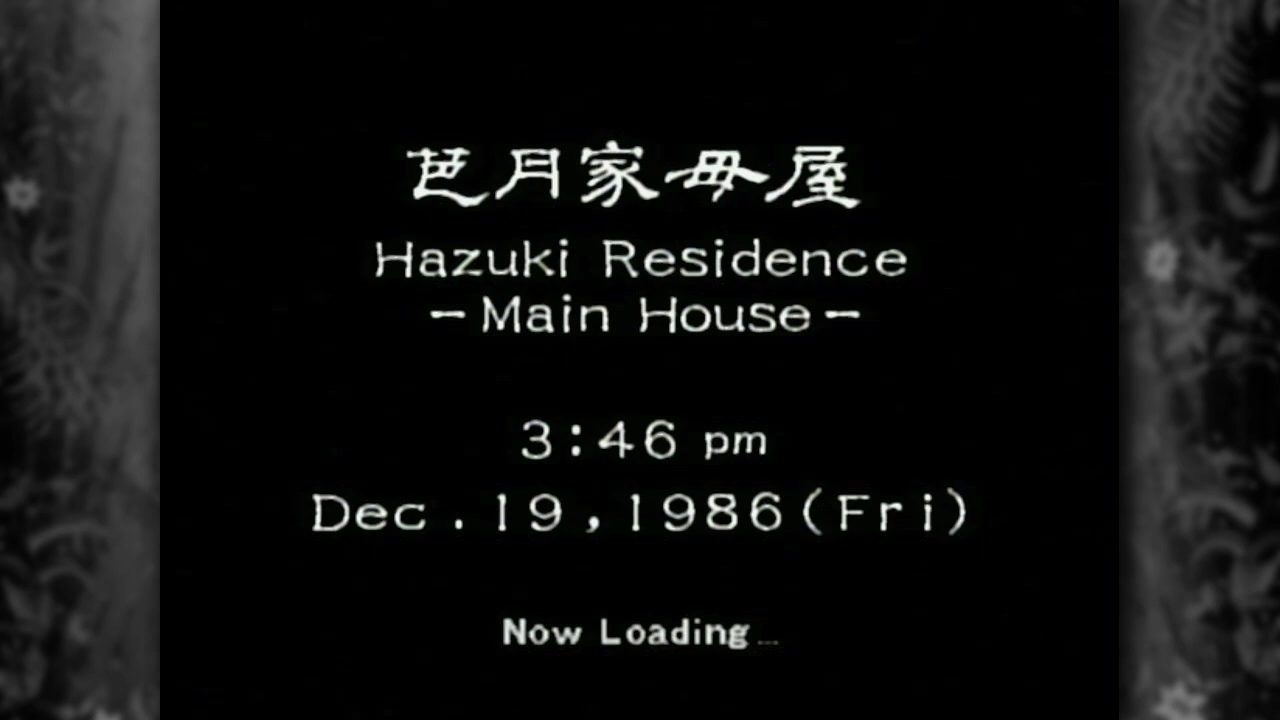 芭月家母屋
Hazuki Residence
-Main House-
3:46 pm
Dec.19,1986(Fri)
Now Loading...